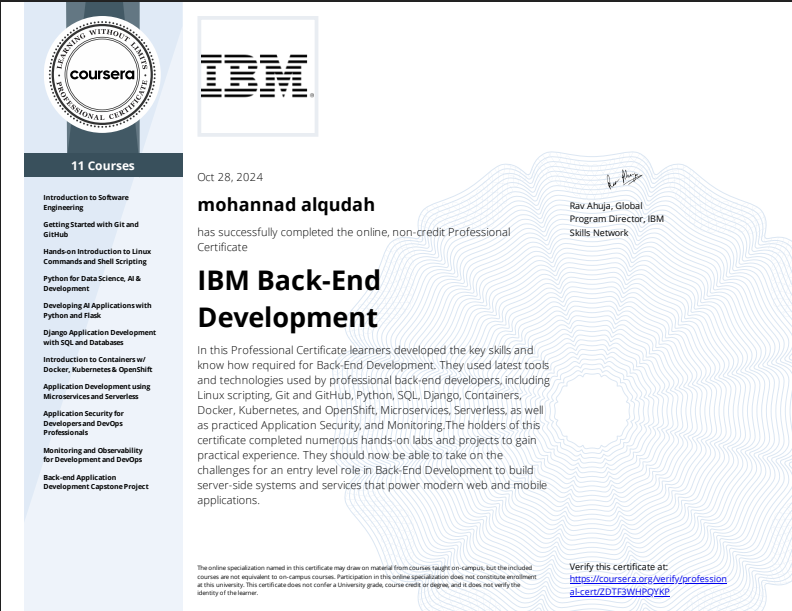 LEARNING WITHOUT LIMITS
coursera
PROFESSIONAL CERTIFICATE
11 Courses
Introduction to Software
Engineering
Getting Started with Git and
GitHub
Hands-on Introduction to Linux
Commands and Shell Scripting
Python for Data Science, AI &
Development
Developing AI Applications with
Python and Flask
Django Application Development
with SQL and Databases
Introduction to Containers w/
Docker, Kubernetes & OpenShift
Application Development using
Microservices and Serverless
Application Security for
Developers and DevOps
Professionals
Monitoring and Observability
for Development and DevOps
Back-end Application
Development Capstone Project
IBM®
Oct 28, 2024
mohannad alqudah
has successfully completed the online, non-credit Professional
Certificate
IBM Back-End
Development
In this Professional Certificate learners developed the key skills and
know how required for Back-End Development. They used latest tools
and technologies used by professional back-end developers, including
Linux scripting, Git and GitHub, Python, SQL, Django, Containers,
Docker, Kubernetes, and OpenShift, Microservices, Serverless, as well
as practiced Application Security, and Monitoring.The holders of this
certificate completed numerous hands-on labs and projects to gain
practical experience. They should now be able to take on the
challenges for an entry level role in Back-End Development to build
server-side systems and services that power modern web and mobile
applications.
Rav Ahuja, Global
Program Director, IBM
Skills Network
The online specialization named in this certificate may draw on material from courses taught on-campus, but the included
courses are not equivalent to on-campus courses. Participation in this online specialization does not constitute enrollment
at this university. This certificate does not confer a University grade, course credit or degree, and it does not verify the
identity of the learner.
Verify this certificate at:
https://coursera.org/verify/profession
al-cert/ZDTF3WHPQYKP